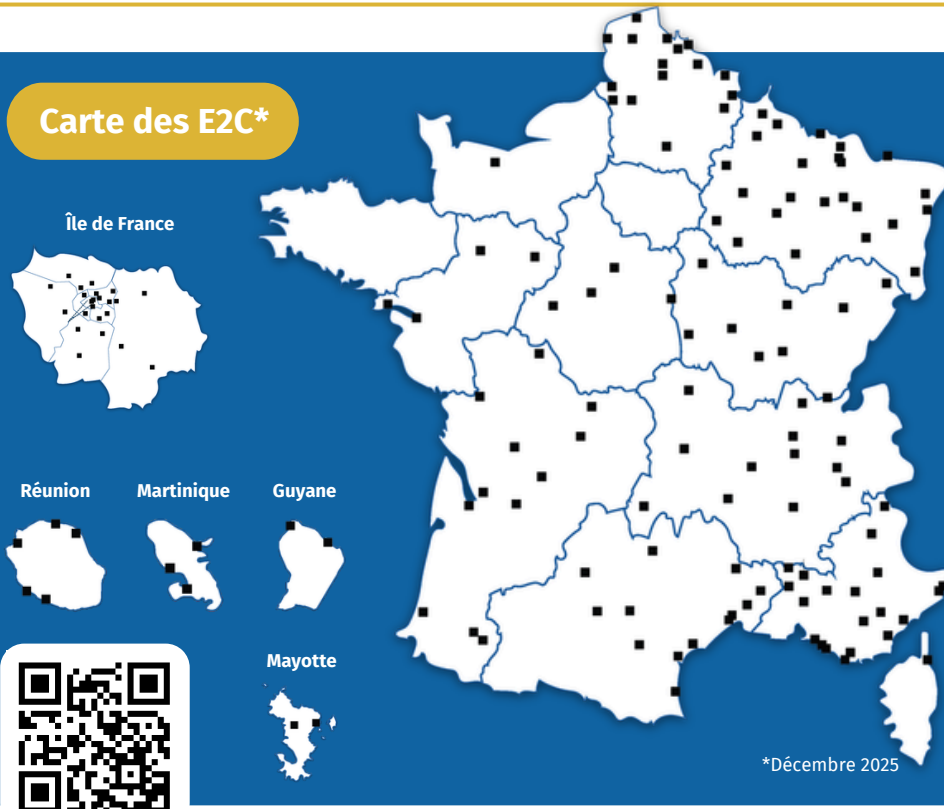 Carte des E2C*
Île de France
Réunion
Martinique
Guyane
Mayotte
*Décembre 2025